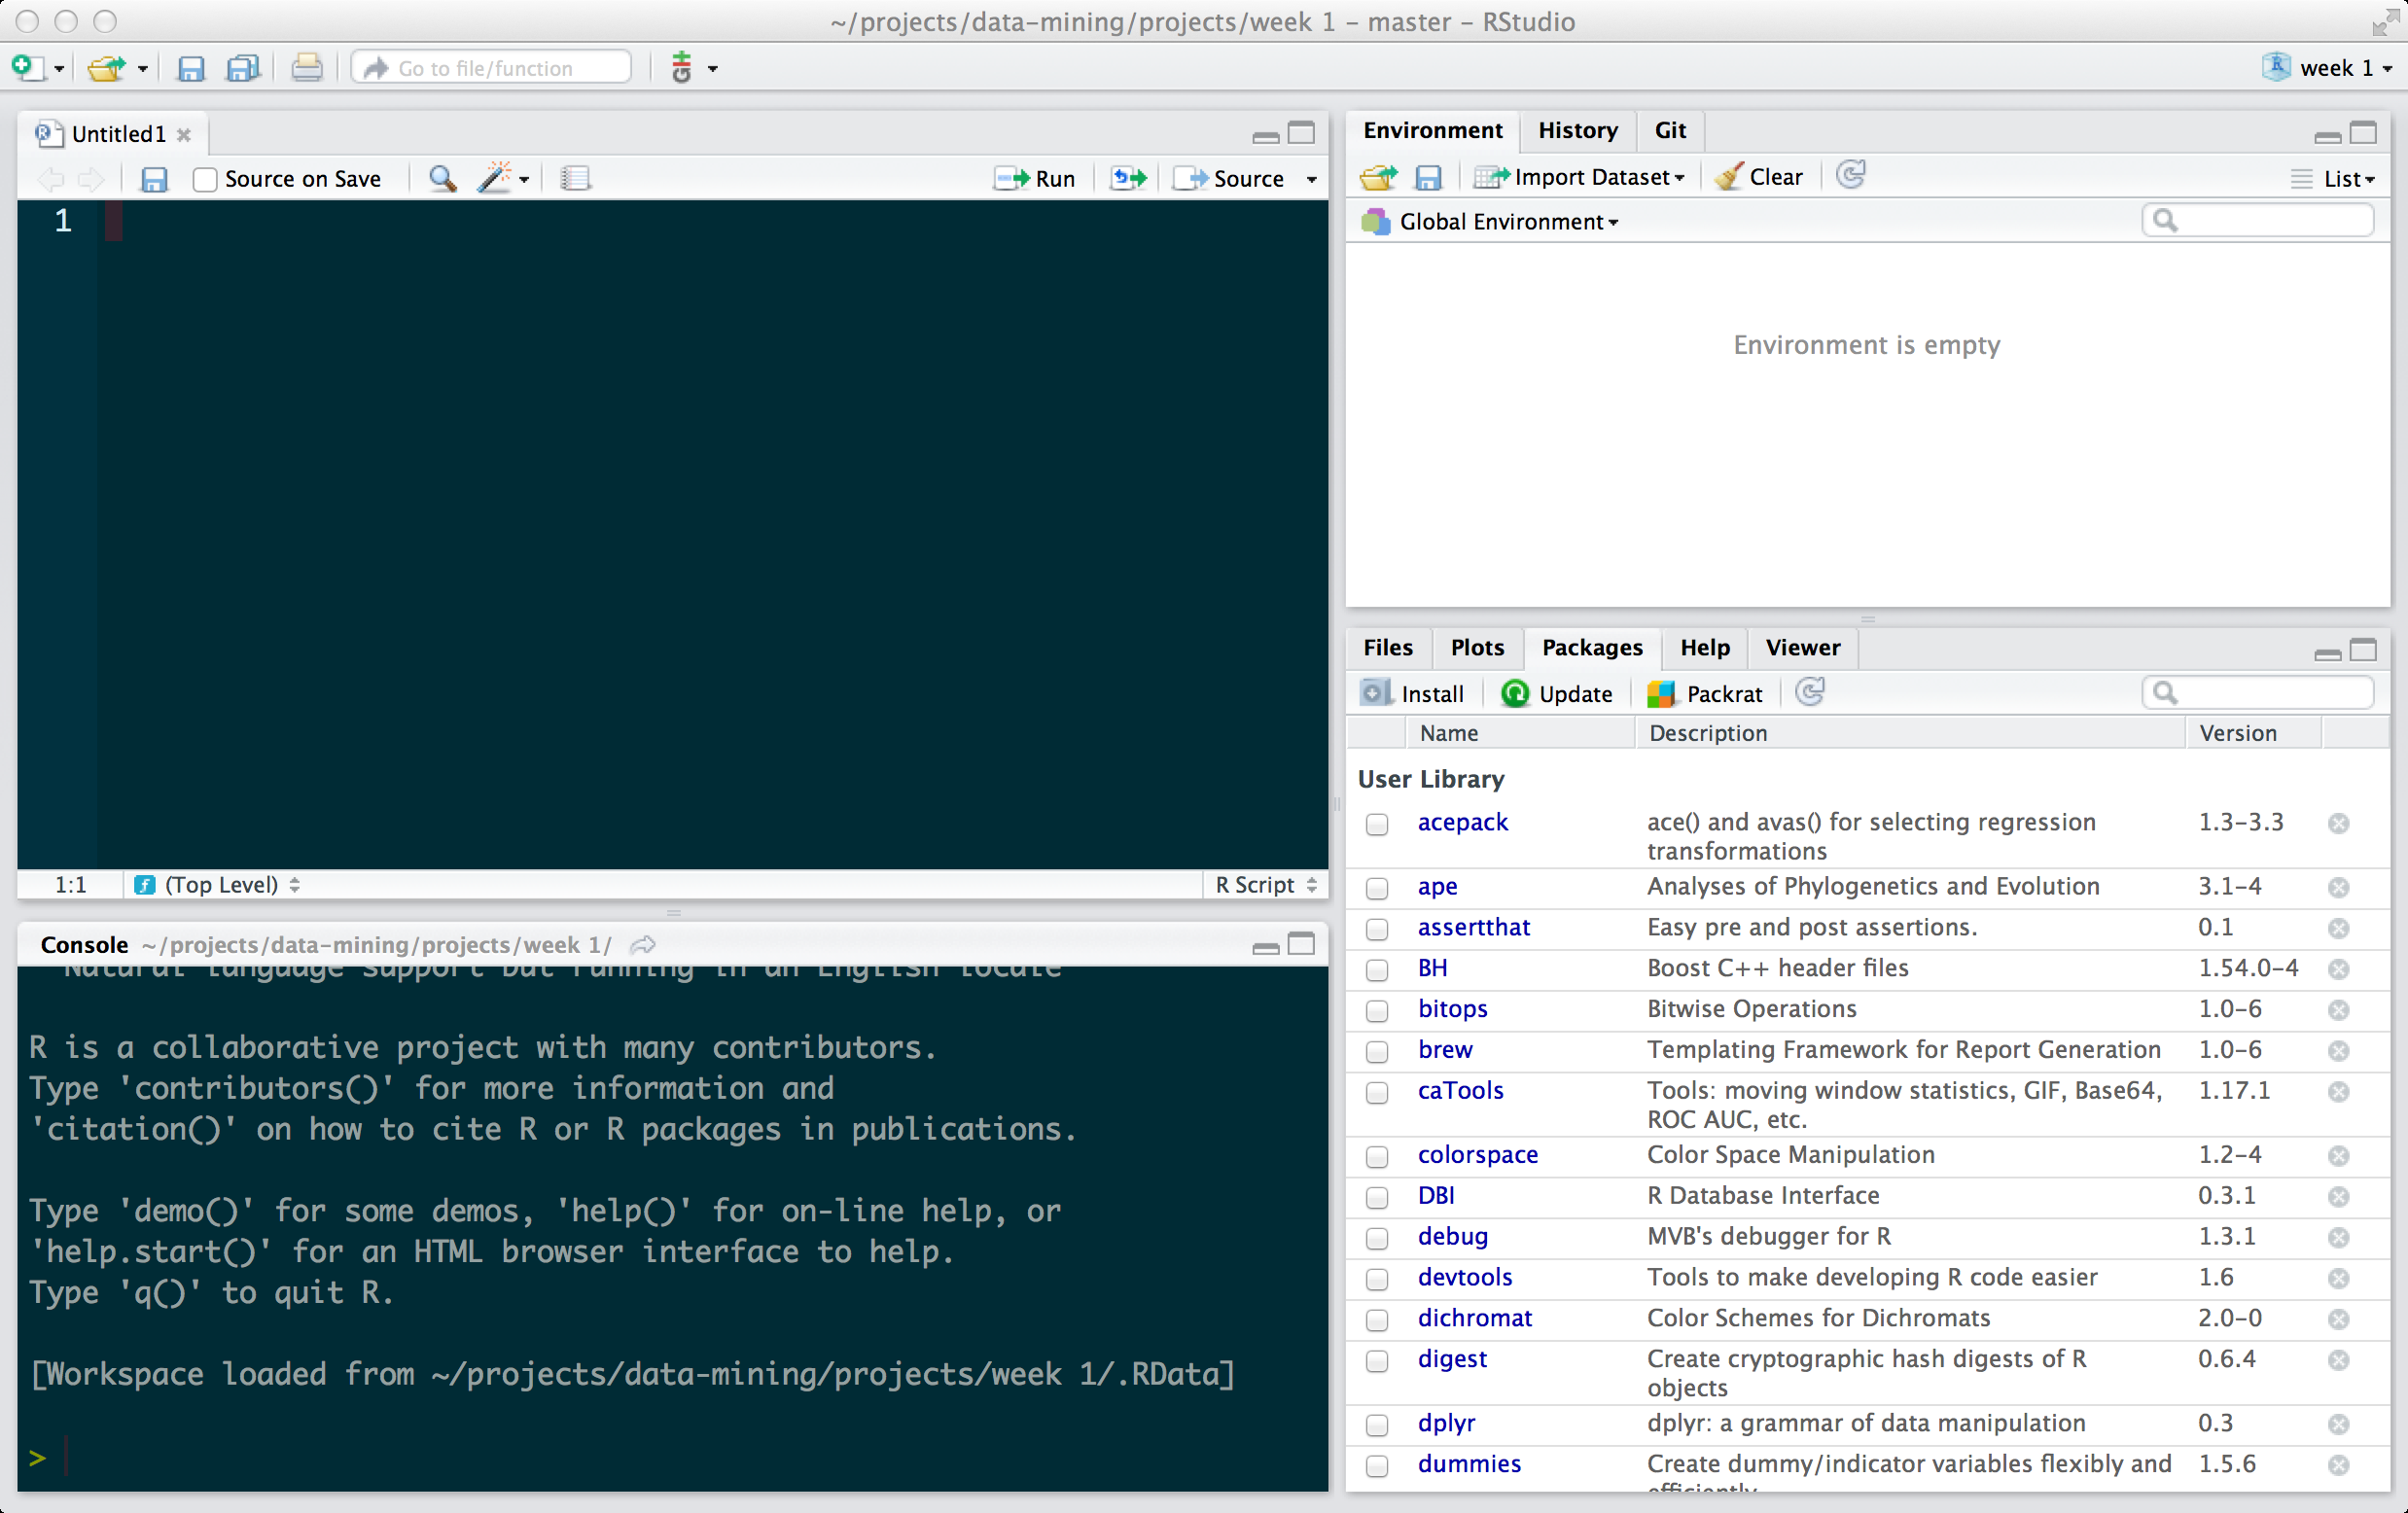 ~/projects/data-mining/projects/week 1 – master – RStudio
Go to file/function
week 1
Untitled1
Source on Save
Run
Source
1
1:1
(Top Level)
R Script
Console ~/projects/data-mining/projects/week 1/
Natural language support but running in an English locale
R is a collaborative project with many contributors.
Type 'contributors()' for more information and
'citation()' on how to cite R or R packages in publications.
Type 'demo()' for some demos, 'help()' for on-line help, or
'help.start()' for an HTML browser interface to help.
Type 'q()' to quit R.
[Workspace loaded from ~/projects/data-mining/projects/week 1/.RData]
>
Environment History Git
Import Dataset Clear List
Global Environment
Environment is empty
Files Plots Packages Help Viewer
Install Update Packrat
Name Description Version
User Library
acepack ace() and avas() for selecting regression 1.3-3.3
transformations
ape Analyses of Phylogenetics and Evolution 3.1-4
assertthat Easy pre and post assertions. 0.1
BH Boost C++ header files 1.54.0-4
bitops Bitwise Operations 1.0-6
brew Templating Framework for Report Generation 1.0-6
caTools Tools: moving window statistics, GIF, Base64, 1.17.1
ROC AUC, etc.
colorspace Color Space Manipulation 1.2-4
DBI R Database Interface 0.3.1
debug MVB's debugger for R 1.3.1
devtools Tools to make developing R code easier 1.6
dichromat Color Schemes for Dichromats 2.0-0
digest Create cryptographic hash digests of R 0.6.4
objects
dplyr dplyr: a grammar of data manipulation 0.3
dummies Create dummy/indicator variables flexibly and 1.5.6
efficiently